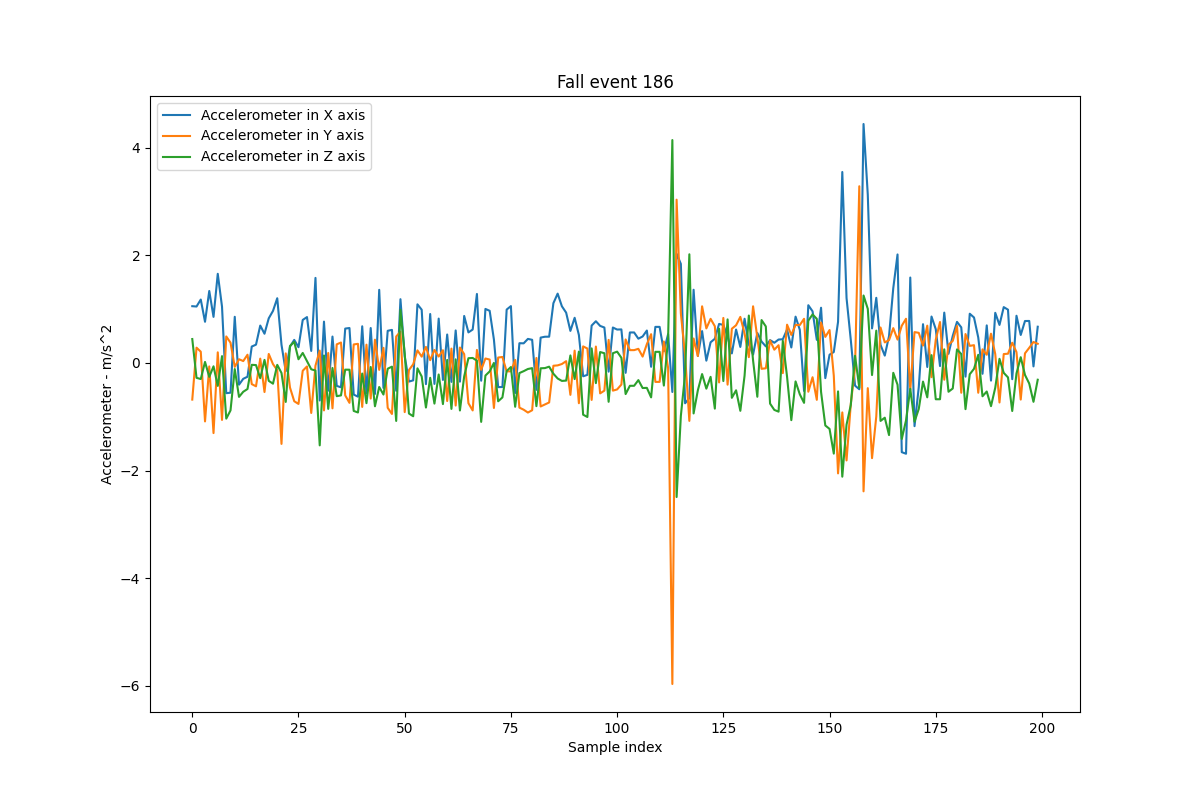 Fall event 186
Accelerometer in X axis
Accelerometer in Y axis
Accelerometer in Z axis
Accelerometer - m/s^2
4
2
0
−2
−4
−6
0 25 50 75 100 125 150 175 200
Sample index